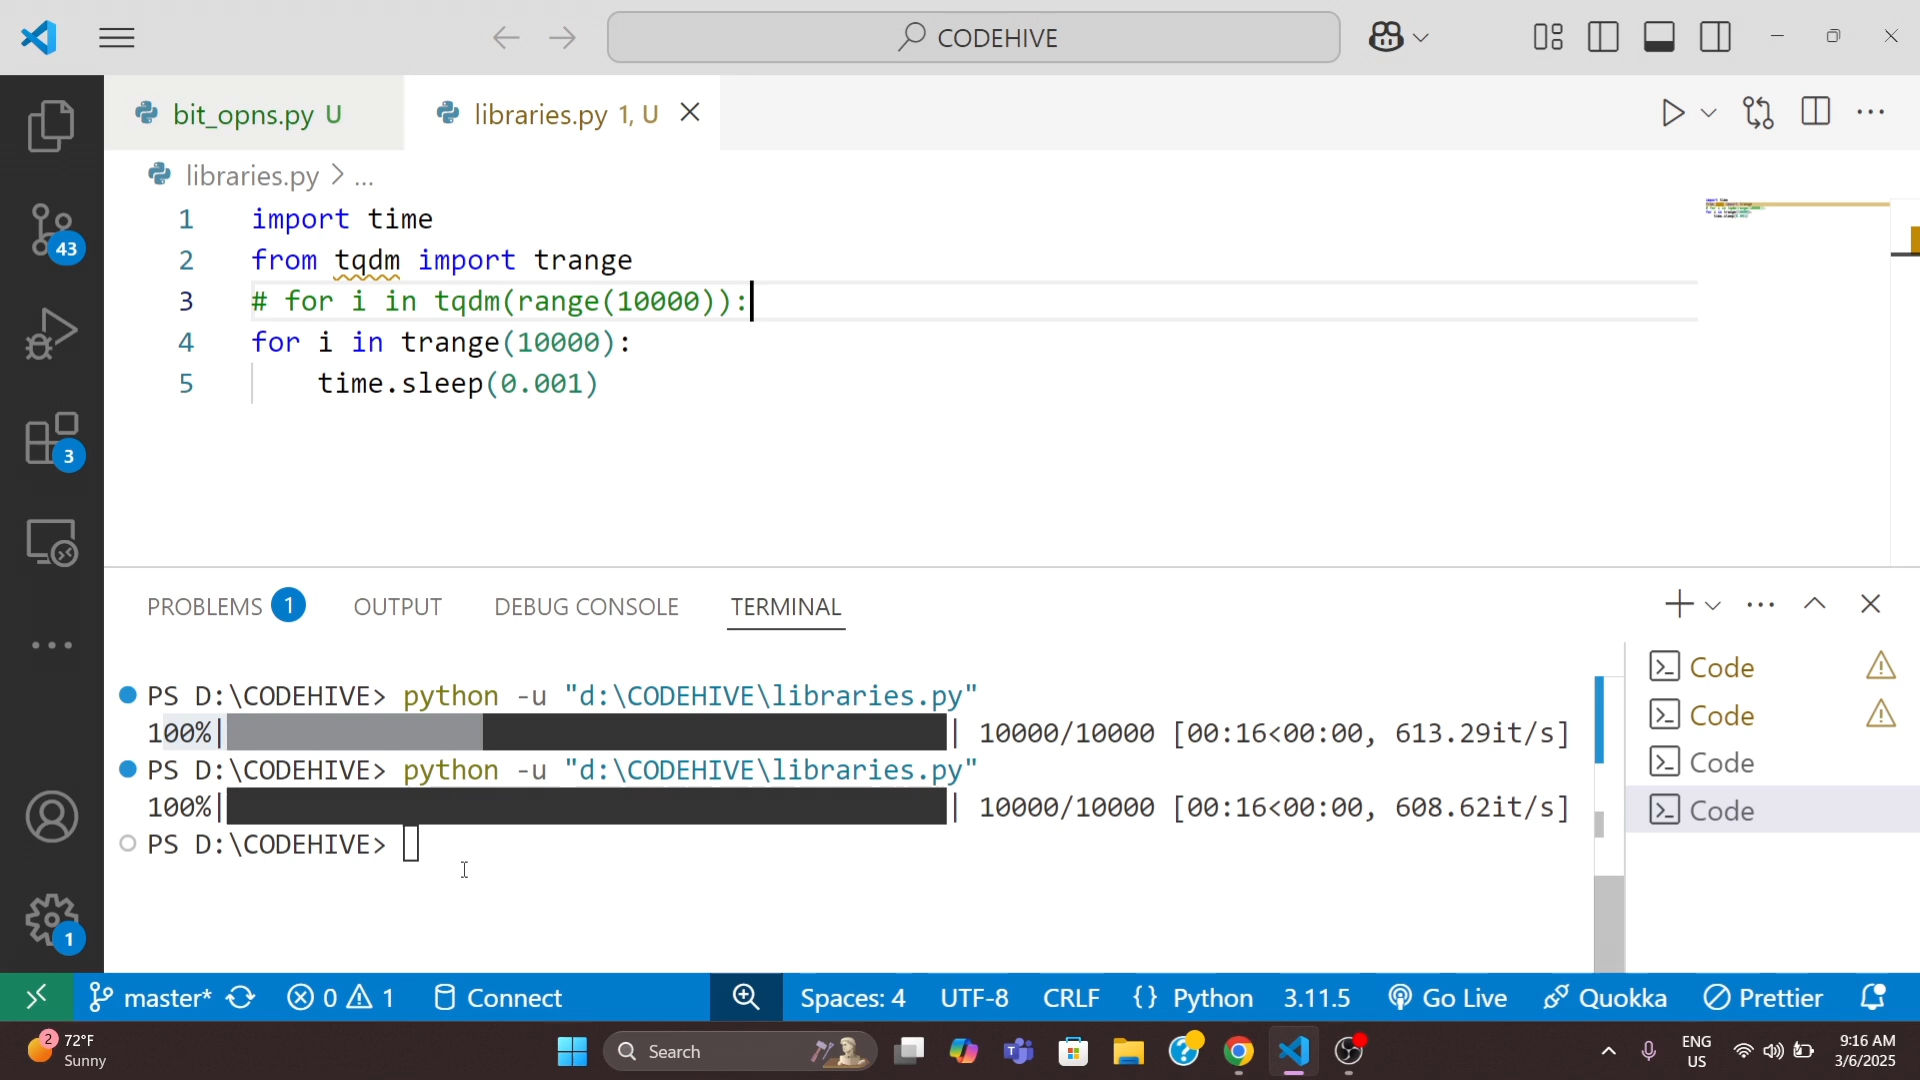 CODEHIVE
bit_opns.py U
libraries.py 1, U
libraries.py > ...
1 import time
2 from tqdm import trange
3 # for i in tqdm(range(10000)):
4 for i in trange(10000):
5 time.sleep(0.001)
43
3
1
PROBLEMS 1 OUTPUT DEBUG CONSOLE TERMINAL
PS D:\CODEHIVE> python -u "d:\CODEHIVE\libraries.py"
100%| | 10000/10000 [00:16<00:00, 613.29it/s]
PS D:\CODEHIVE> python -u "d:\CODEHIVE\libraries.py"
100%| | 10000/10000 [00:16<00:00, 608.62it/s]
PS D:\CODEHIVE>
Code
Code
Code
Code
master* 0 1 Connect Spaces: 4 UTF-8 CRLF {} Python 3.11.5 Go Live Quokka Prettier
2 72°F
Sunny
Search
ENG
US
9:16 AM
3/6/2025